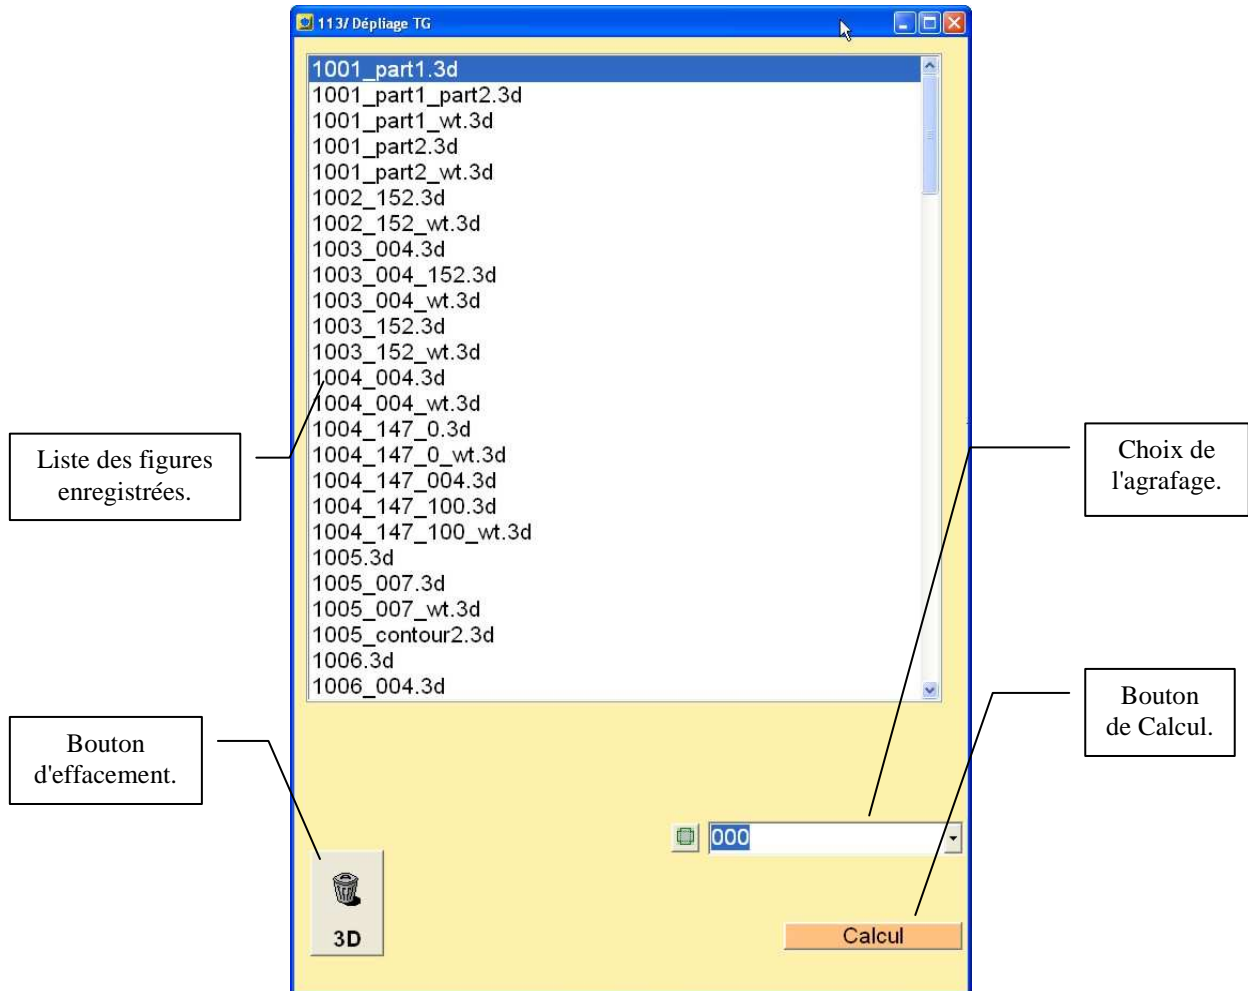 113/ Dépliage TG
1001_part1.3d
1001_part1_part2.3d
1001_part1_wt.3d
1001_part2.3d
1001_part2_wt.3d
1002_152.3d
1002_152_wt.3d
1003_004.3d
1003_004_152.3d
1003_004_wt.3d
1003_152.3d
1003_152_wt.3d
1004_004.3d
1004_004_wt.3d
1004_147_0.3d
1004_147_0_wt.3d
1004_147_004.3d
1004_147_100.3d
1004_147_100_wt.3d
1005.3d
1005_007.3d
1005_007_wt.3d
1005_contour2.3d
1006.3d
1006_004.3d
Liste des figures
enregistrées.
Choix de
l'agrafage.
Bouton
d'effacement.
Bouton
de Calcul.
000
3D
Calcul